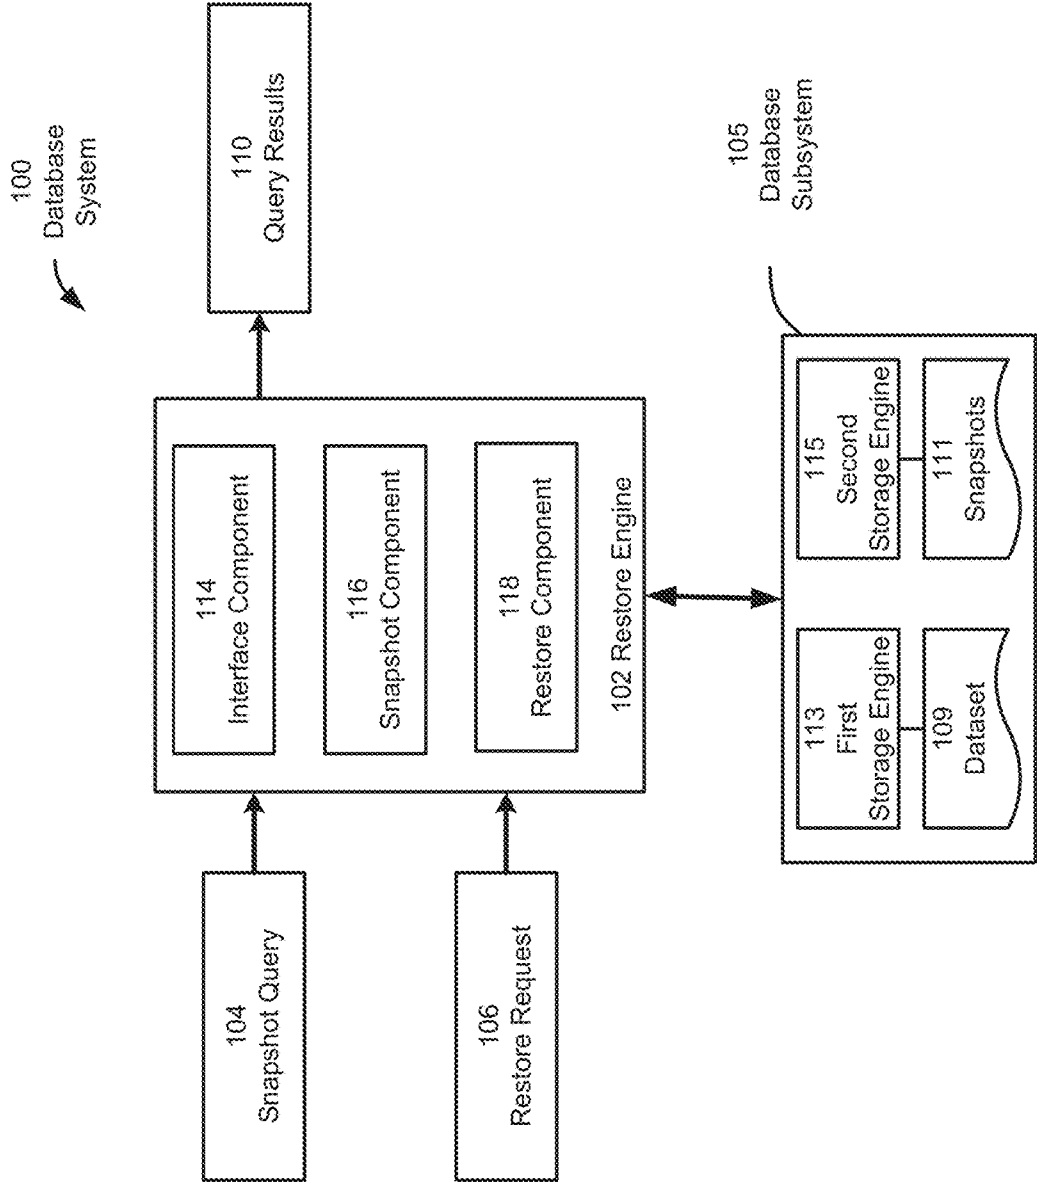 100
Database
System
104
Snapshot Query
106
Restore Request
114
Interface Component
116
Snapshot Component
118
Restore Component
102 Restore Engine
110
Query Results
105
Database
Subsystem
113
First
Storage Engine
109
Dataset
115
Second
Storage Engine
111
Snapshots